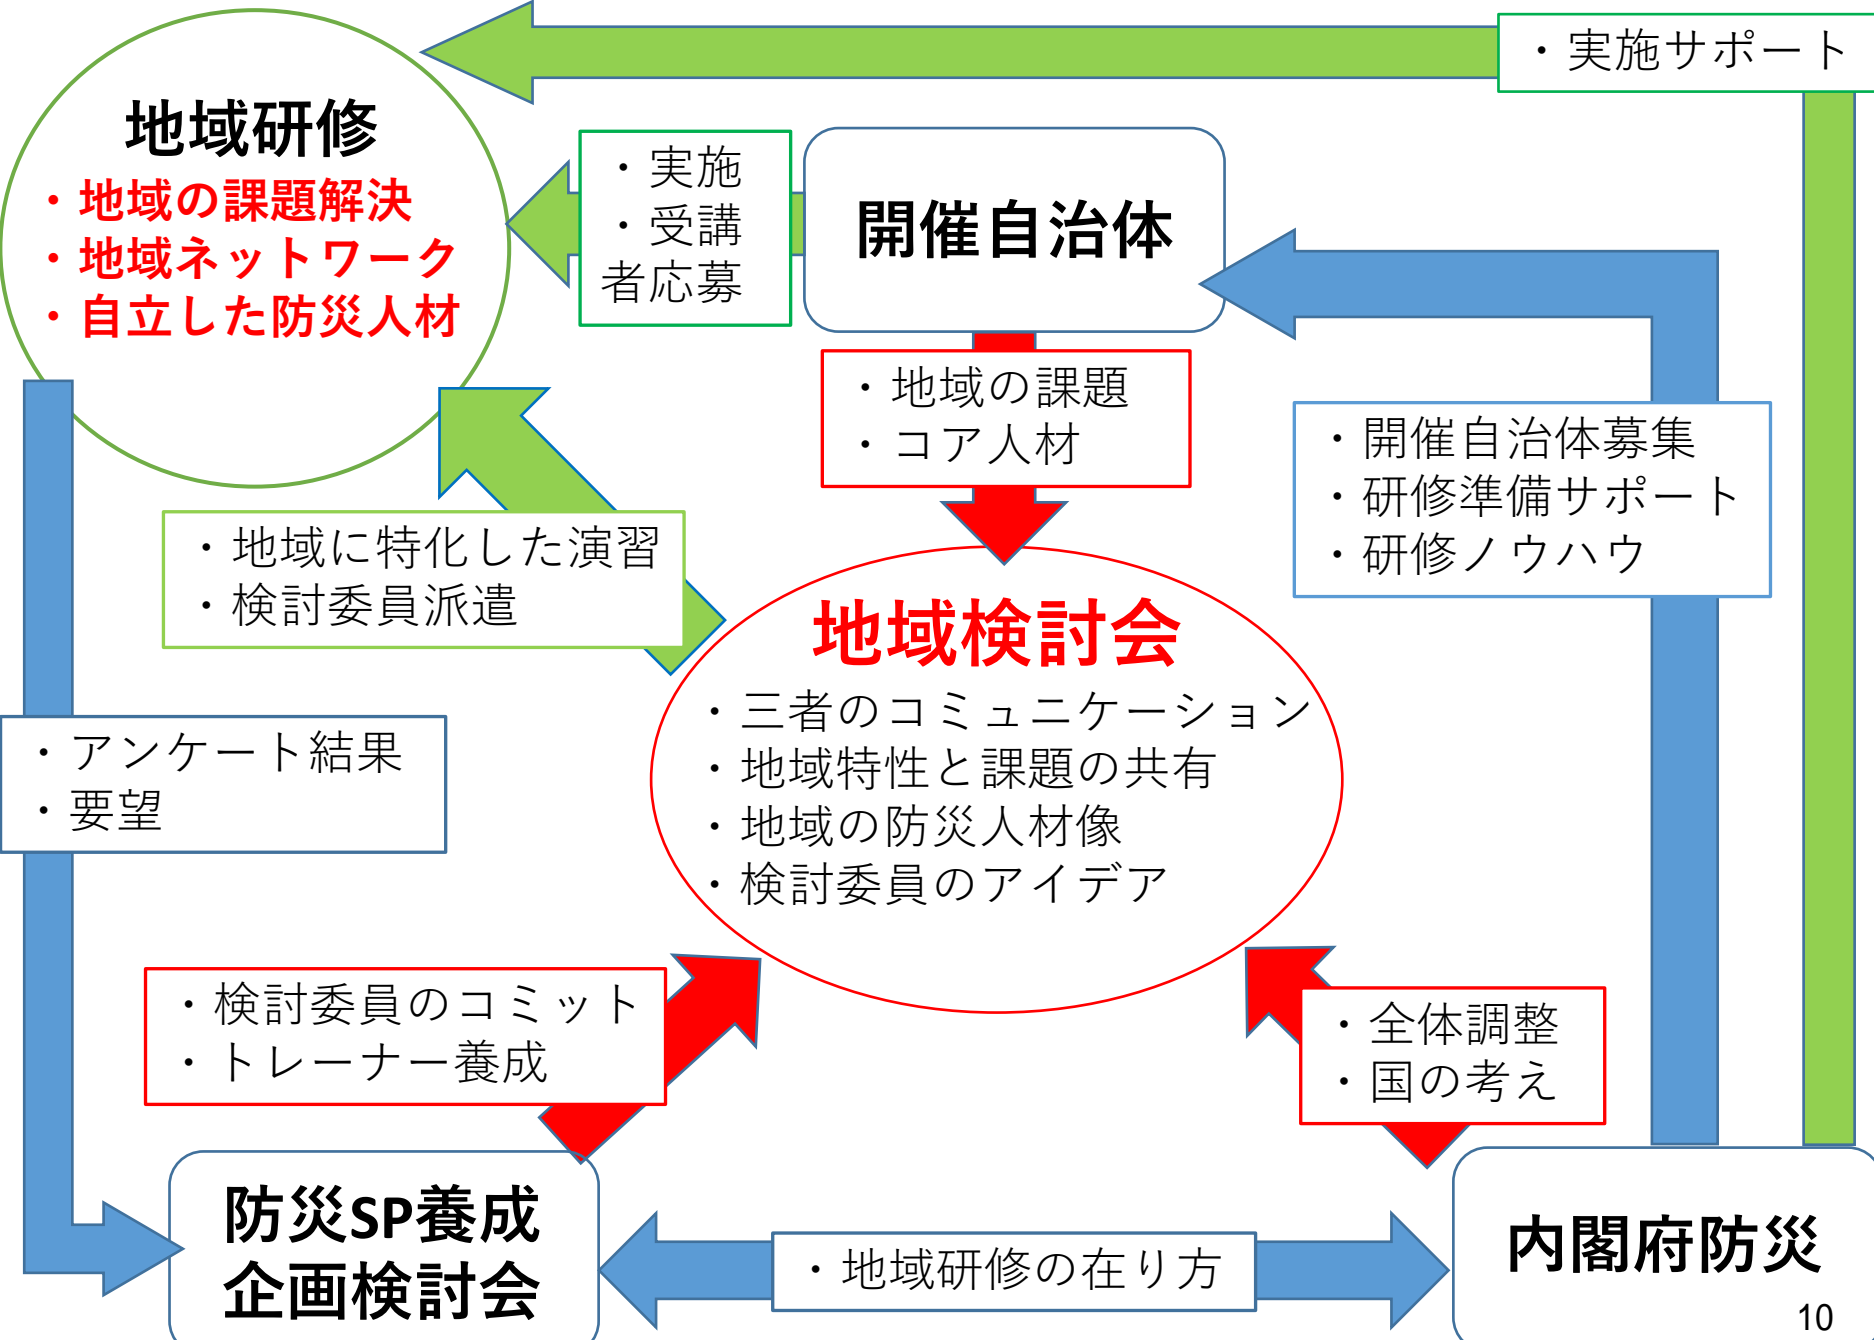 ・実施サポート
地域研修
・地域の課題解決
・地域ネットワーク
・自立した防災人材
・実施
・受講
者応募
開催自治体
・地域の課題
・コア人材
・開催自治体募集
・研修準備サポート
・研修ノウハウ
・地域に特化した演習
・検討委員派遣
地域検討会
・三者のコミュニケーション
・地域特性と課題の共有
・地域の防災人材像
・検討委員のアイデア
・アンケート結果
・要望
・検討委員のコミット
・トレーナー養成
・全体調整
・国の考え
防災SP養成
企画検討会
・地域研修の在り方
内閣府防災
10